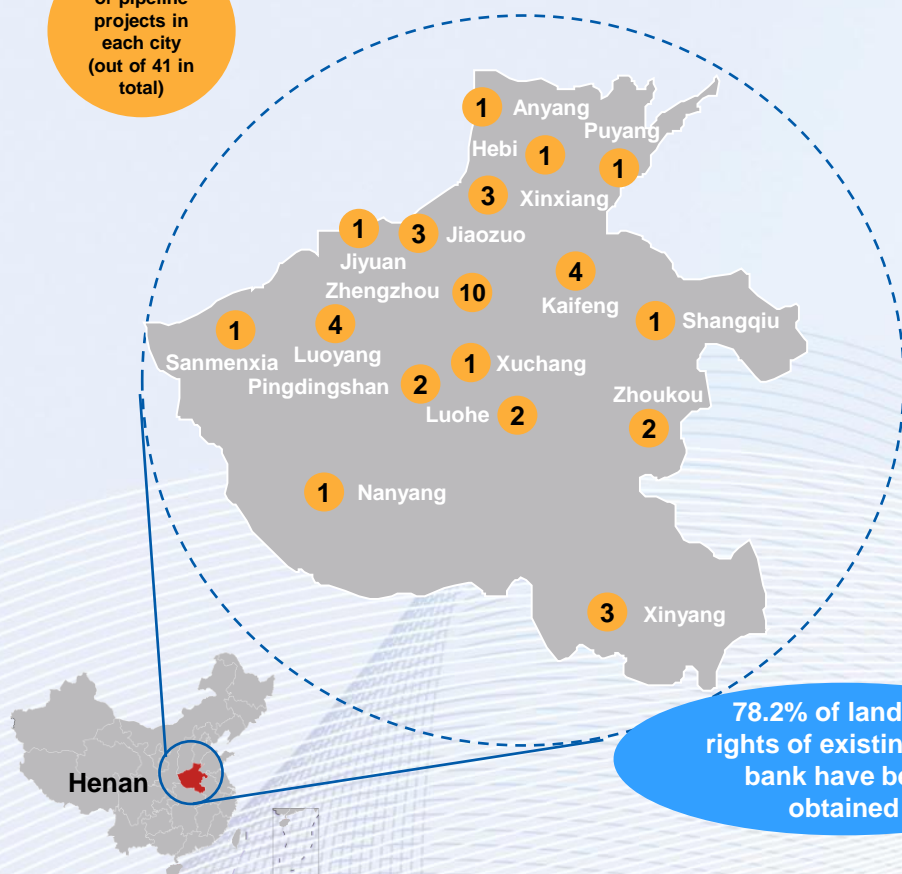 of pipeline
projects in
each city
(out of 41 in
total)
1 Anyang
Puyang
Hebi 1
1
3 Xinxiang
1 3 Jiaozuo
Jiyuan
4
Zhengzhou 10
Kaifeng
1 4 1 Shangqiu
Sanmenxia Luoyang
1 Xuchang
Pingdingshan 2
Zhoukou
Luohe 2
2
1 Nanyang
3 Xinyang
78.2% of land
rights of existin
bank have be
obtained
Henan